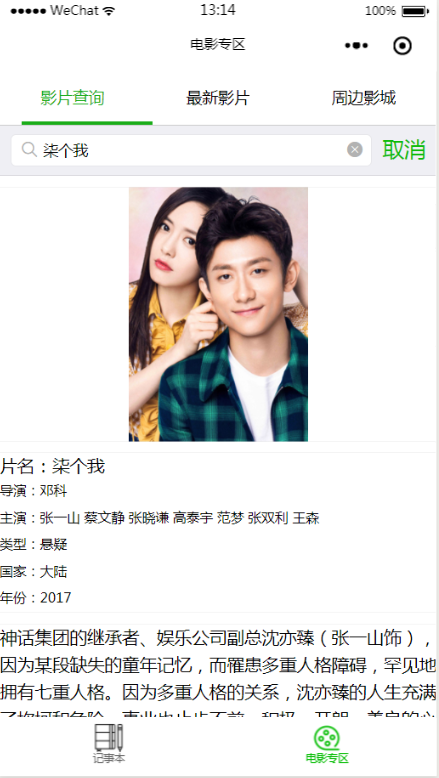 WeChat 13:14 100%
电影专区
影片查询 最新影片 周边影城
柒个我 取消
片名：柒个我
导演：邓科
主演：张一山 蔡文静 张晓谦 高泰宇 范梦 张双利 王森
类型：悬疑
国家：大陆
年份：2017
神话集团的继承者、娱乐公司副总沈亦臻（张一山饰），
因为某段缺失的童年记忆，而罹患多重人格障碍，罕见地
拥有七重人格。因为多重人格的关系，沈亦臻的人生充满
记事本 电影专区